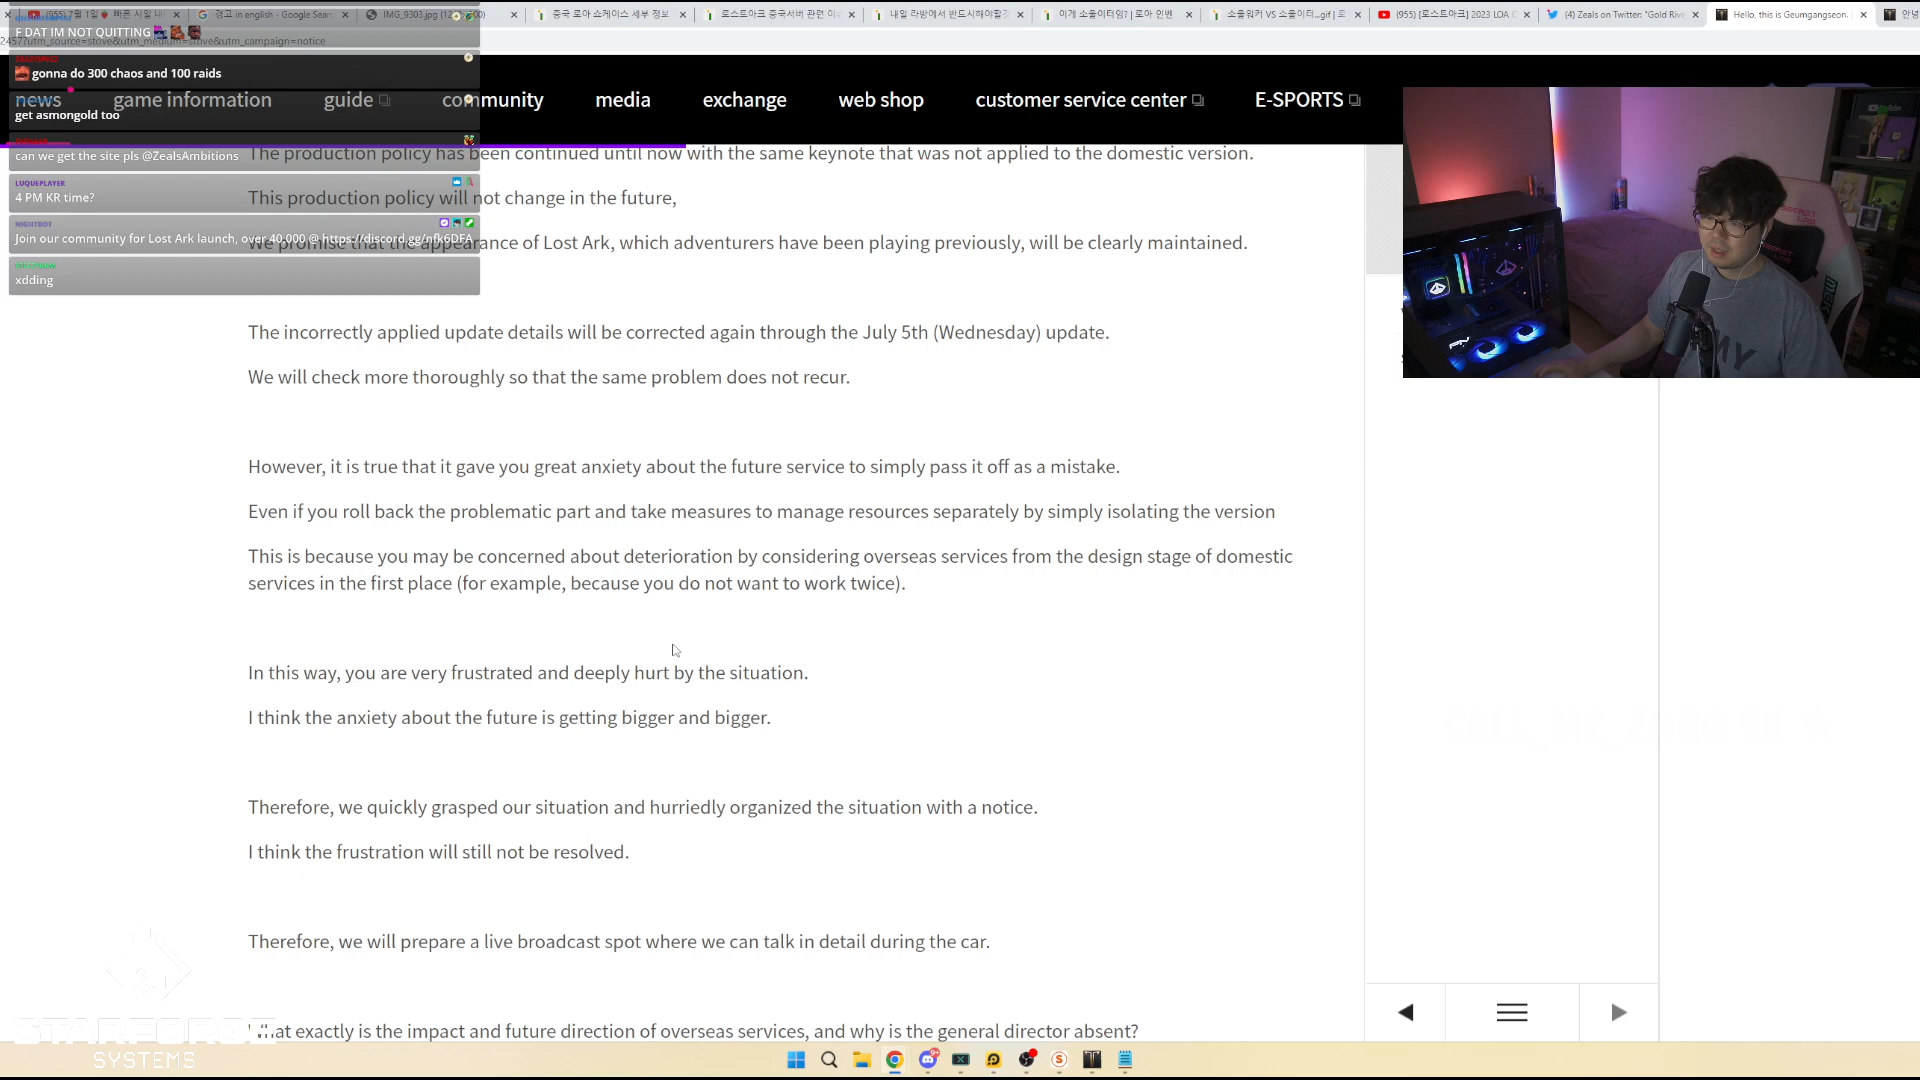 (955) 7월 1일
경고 in english - Google Sear
IMG_9303.jpg
중국 로아 쇼케이스 세부 정보
로스트아크 중국서버 관련 이슈
내일 라방에서 반드시해야할것
이게 소울이터임? | 로아 인벤
소울워커 VS 소울이터...gif | 로
(955) [로스트아크] 2023 LOA
(4) Zeals on Twitter: "Gold Riv
Hello, this is Geumgangseon.
안녕
F DAT IM NOT QUITTING
2457?utm_source=stove&utm_medium=stove&utm_campaign=notice
gonna do 300 chaos and 100 raids
news game information guide community media exchange web shop customer service center E-SPORTS
get asmongold too
can we get the site pls @ZealsAmbitions
The production policy has been continued until now with the same keynote that was not applied to the domestic version.
LUQUEPLAYER
4 PM KR time?
This production policy will not change in the future,
NIGHTBOT
Join our community for Lost Ark launch, over 40,000 @ https://discord.gg/nfk6DFA
We promise that the appearance of Lost Ark, which adventurers have been playing previously, will be clearly maintained.
xdding
The incorrectly applied update details will be corrected again through the July 5th (Wednesday) update.
We will check more thoroughly so that the same problem does not recur.
However, it is true that it gave you great anxiety about the future service to simply pass it off as a mistake.
Even if you roll back the problematic part and take measures to manage resources separately by simply isolating the version
This is because you may be concerned about deterioration by considering overseas services from the design stage of domestic
services in the first place (for example, because you do not want to work twice).
In this way, you are very frustrated and deeply hurt by the situation.
I think the anxiety about the future is getting bigger and bigger.
Therefore, we quickly grasped our situation and hurriedly organized the situation with a notice.
I think the frustration will still not be resolved.
Therefore, we will prepare a live broadcast spot where we can talk in detail during the car.
What exactly is the impact and future direction of overseas services, and why is the general director absent?
STARFORGE
SYSTEMS